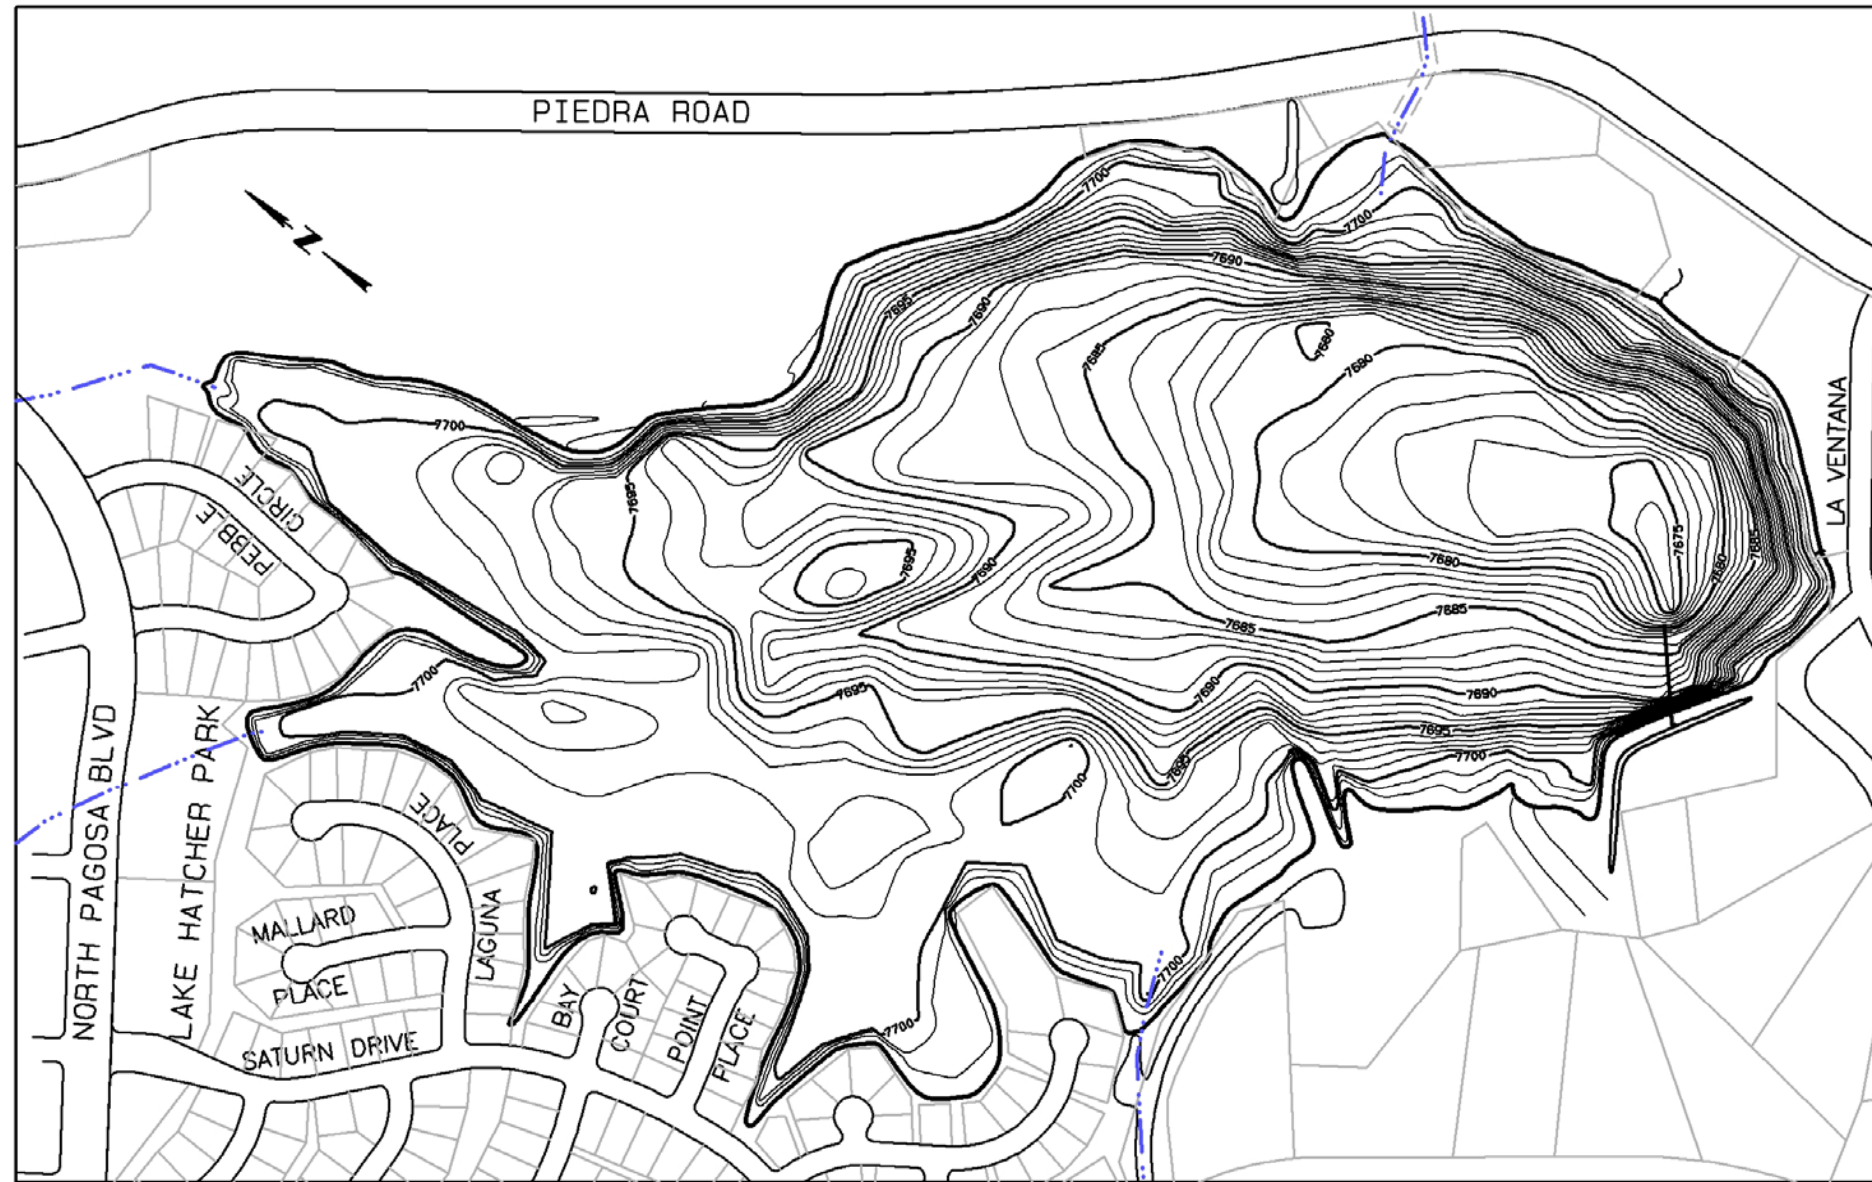 PIEDRA ROAD
N
7700
7700
7690
7695
7690
7685
7680
7680
7700
7695
7695
7690
7680
7675
7680
7685
7685
7685
7690
7690
7695
7695
7695
7700
7700
7700
7700
7700
LA VENTANA
PEBBLE
CIRCLE
NORTH PAGOSA BLVD
LAKE HATCHER PARK
PLACE
LAGUNA
MALLARD
PLACE
BAY
COURT
POINT
PLACE
SATURN DRIVE